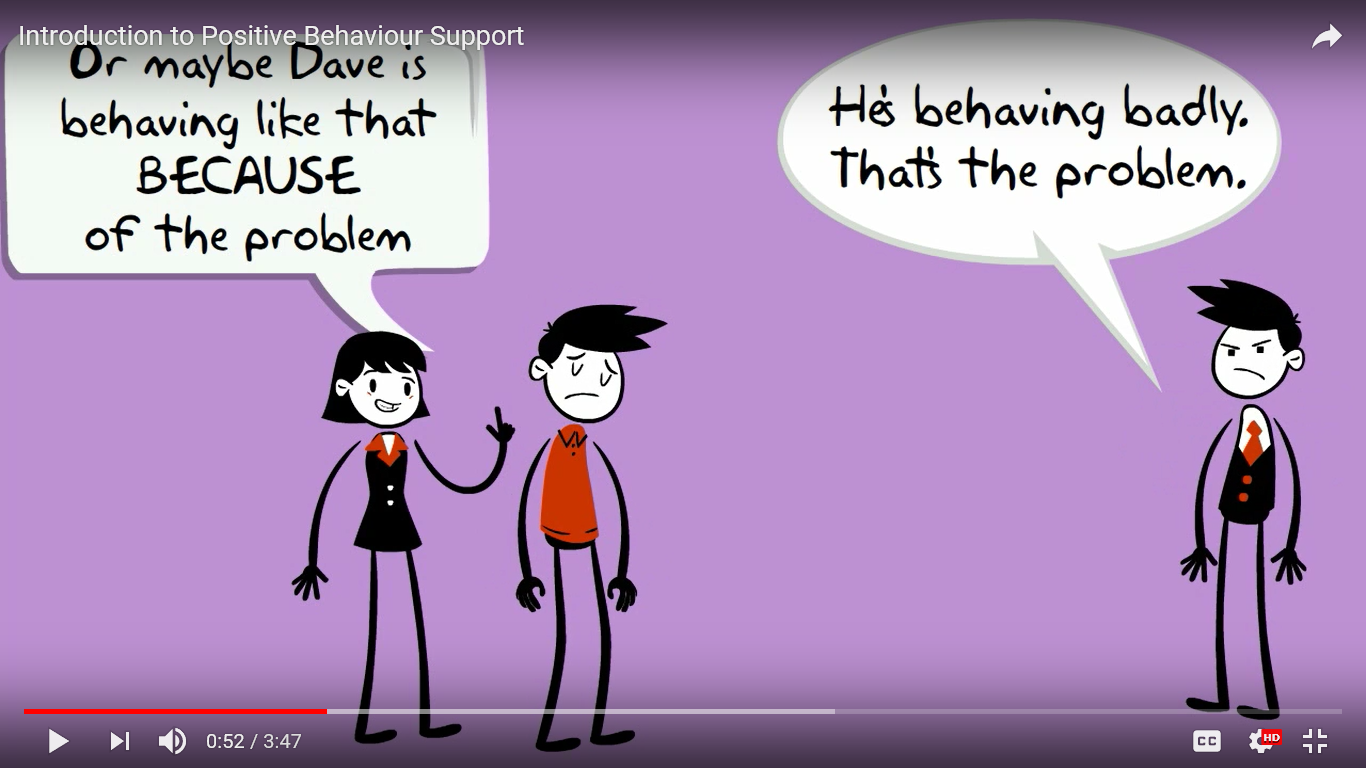 Introduction to Positive Behaviour Support
Or maybe Dave is
behaving like that
BECAUSE
of the problem
He's behaving badly.
That's the problem.
0:52 / 3:47
CC
HD